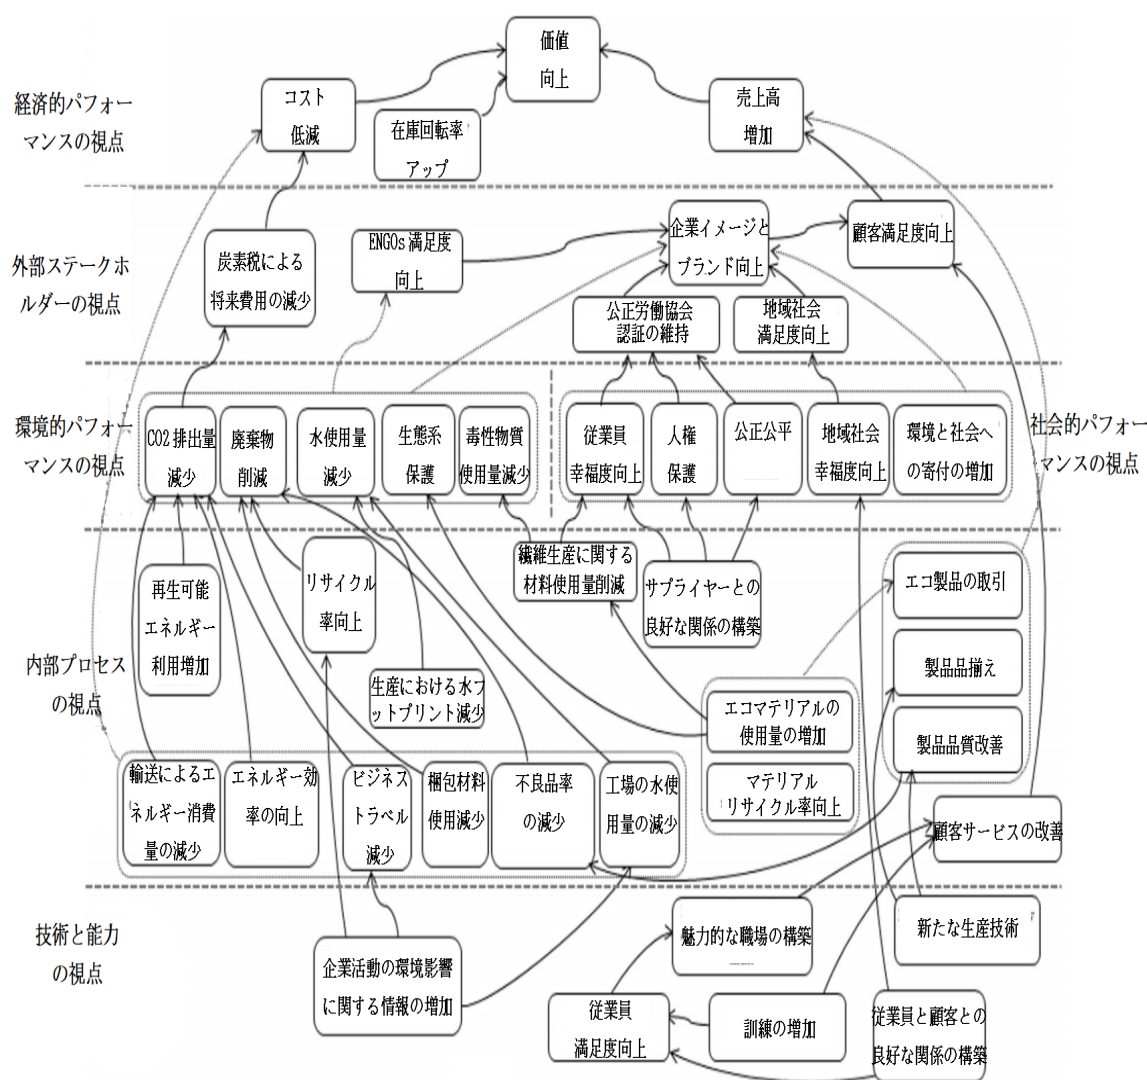 価値
向上
コスト
低減
在庫回転率
アップ
売上高
増加
経済的パフォー
マンスの視点
外部ステークホ
ルダーの視点
炭素税による
将来費用の減少
ENGOs満足度
向上
企業イメージと
ブランド向上
顧客満足度向上
公正労働協会
認証の維持
地域社会
満足度向上
環境的パフォー
マンスの視点
CO2排出量
減少
廃棄物
削減
水使用量
減少
生態系
保護
毒性物質
使用量減少
従業員
幸福度向上
人権
保護
公正公平
地域社会
幸福度向上
環境と社会へ
の寄付の増加
社会的パフォー
マンスの視点
内部プロセス
の視点
再生可能
エネルギー
利用増加
リサイクル
率向上
繊維生産に関する
材料使用量削減
サプライヤーとの
良好な関係の構築
エコ製品の取引
製品品揃え
製品品質改善
生産における水フ
ットプリント減少
エコマテリアルの
使用量の増加
マテリアル
リサイクル率向上
輸送によるエ
ネルギー消費
量の減少
エネルギー効
率の向上
ビジネス
トラベル
減少
梱包材料
使用減少
不良品率
の減少
工場の水使
用量の減少
顧客サービスの改善
技術と能力
の視点
企業活動の環境影響
に関する情報の増加
魅力的な職場の構築
新たな生産技術
従業員
満足度向上
訓練の増加
従業員と顧客との
良好な関係の構築